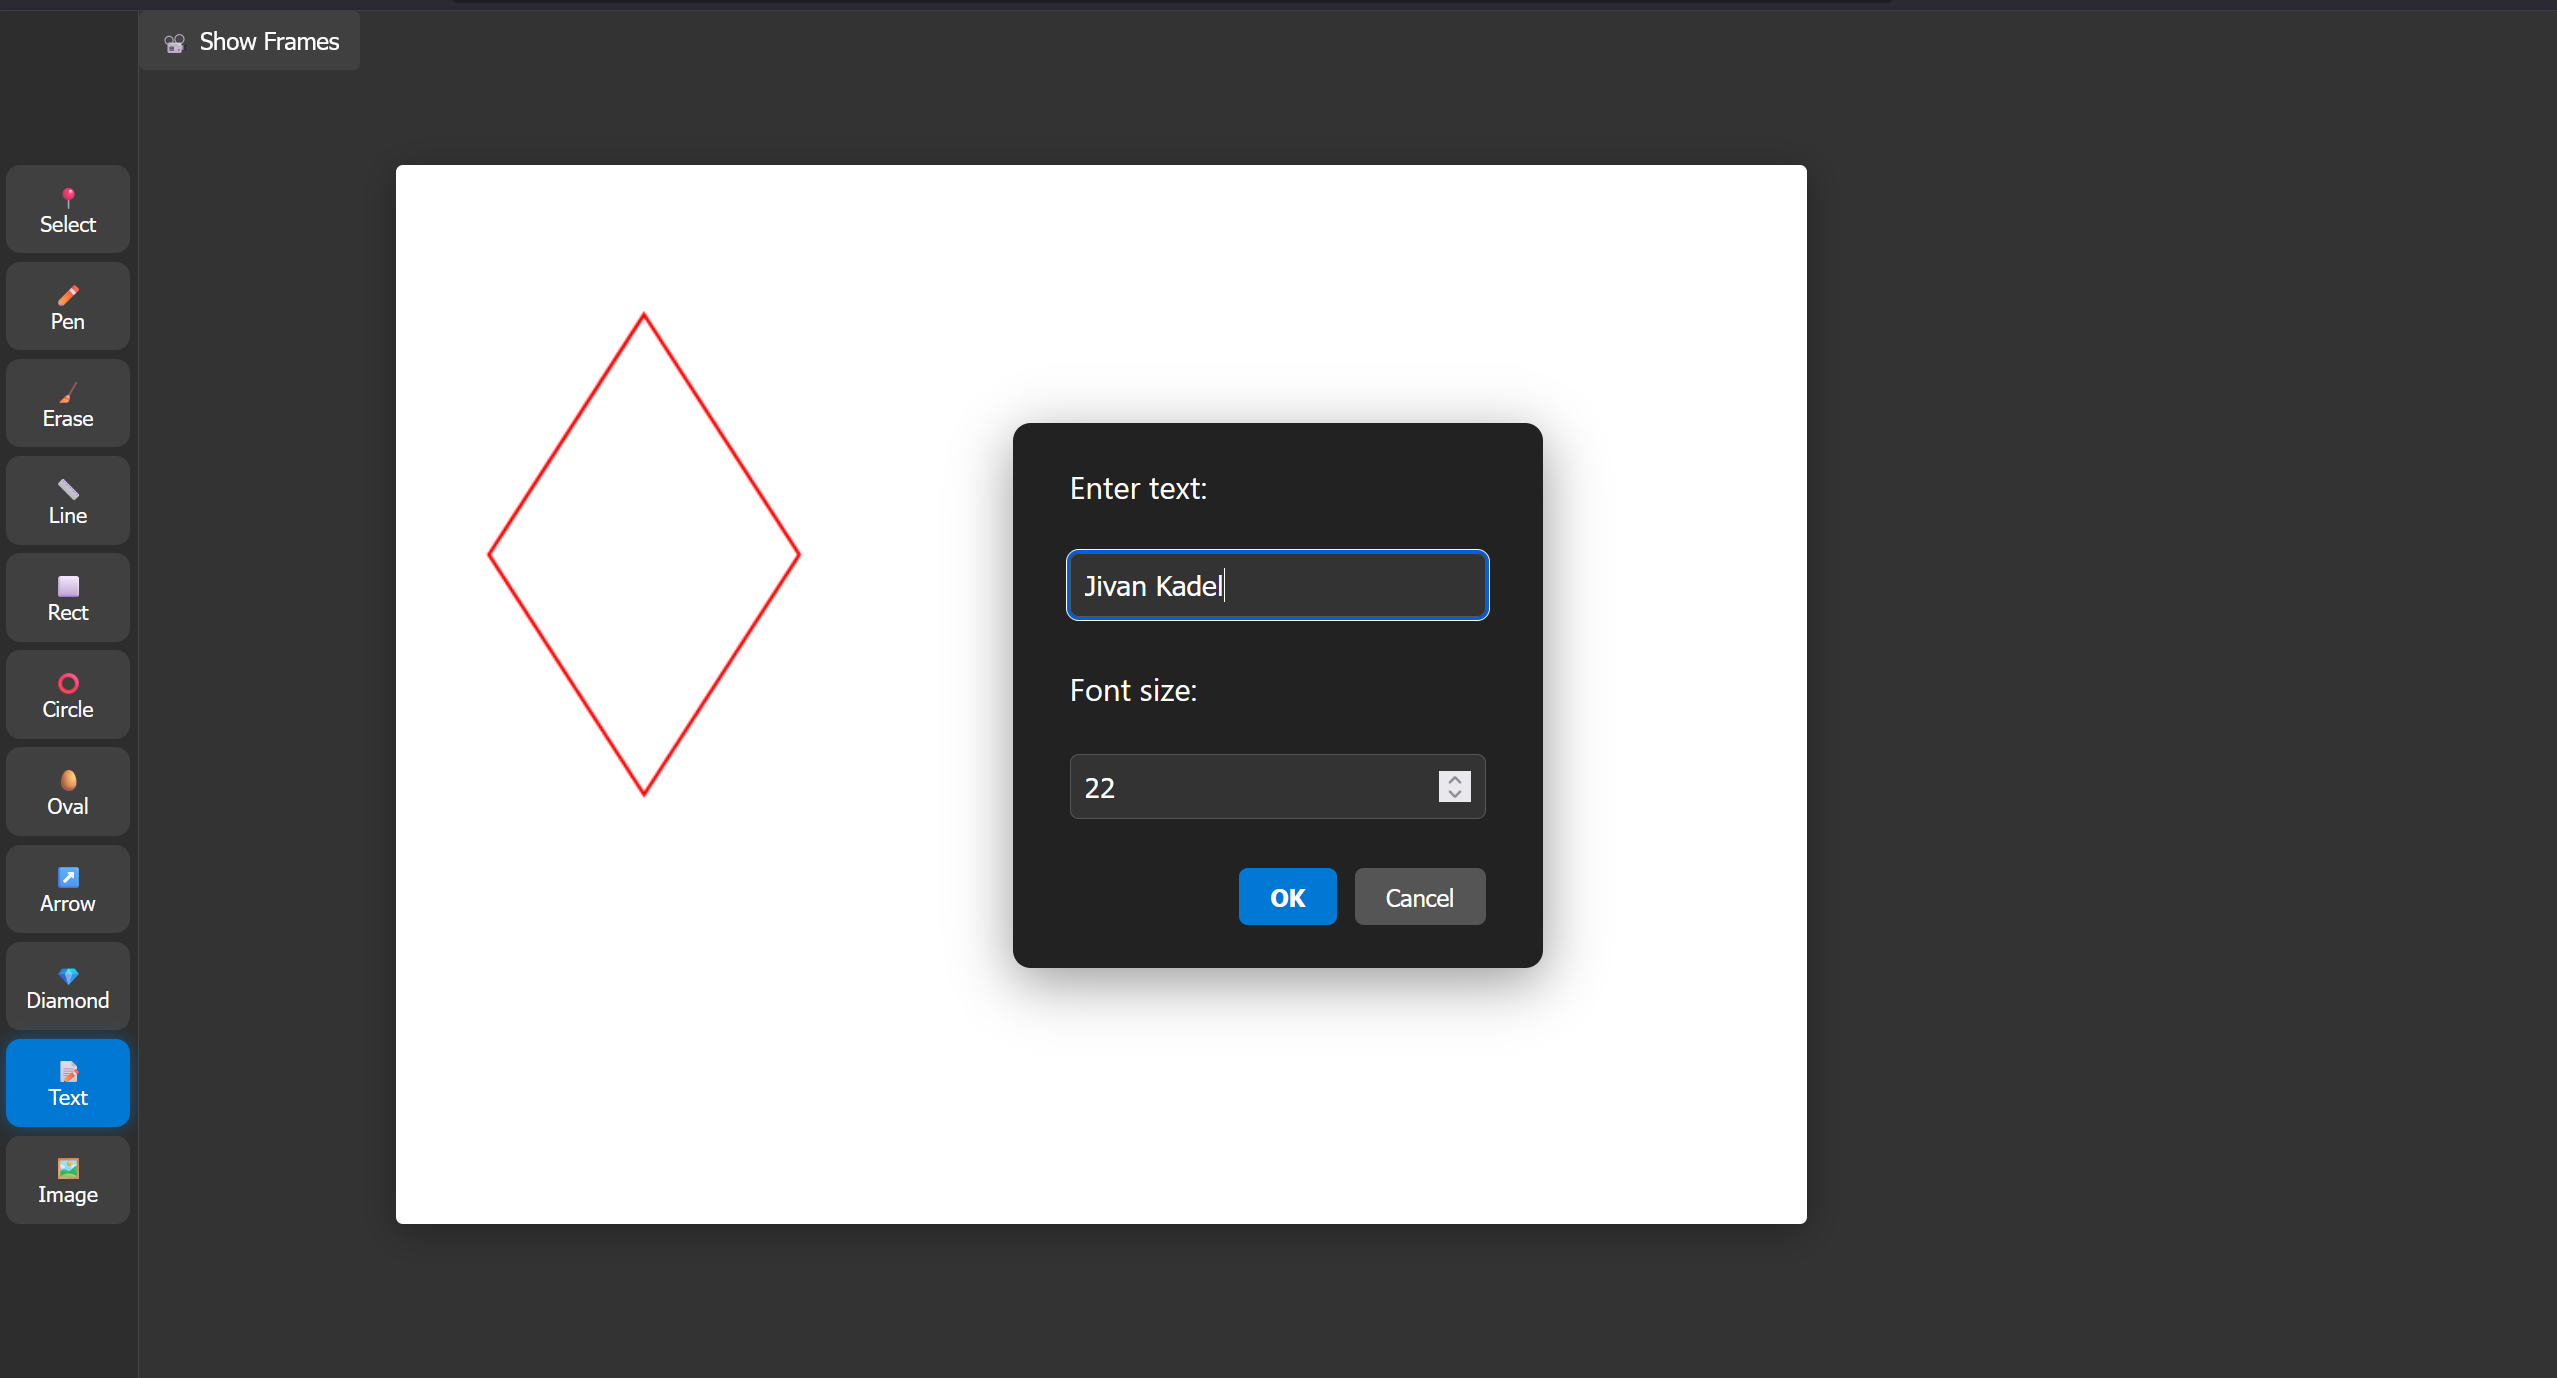 Show Frames
Select
Pen
Erase
Line
Rect
Circle
Oval
Arrow
Diamond
Text
Image
Enter text:
Jivan Kadel
Font size:
22
OK Cancel